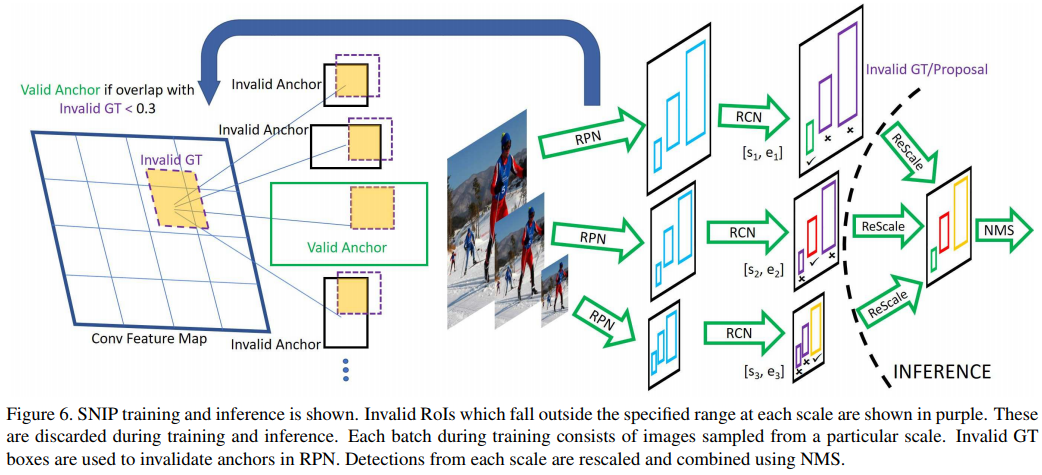 Valid Anchor if overlap with
Invalid GT < 0.3
Invalid Anchor
Invalid Anchor
Invalid GT
Valid Anchor
Invalid Anchor
Conv Feature Map
RPN
RCN
[s1, e1]
Invalid GT/Proposal
ReScale
RPN
RCN
[s2, e2]
ReScale
NMS
RPN
RCN
[s3, e3]
ReScale
INFERENCE
Figure 6. SNIP training and inference is shown. Invalid RoIs which fall outside the specified range at each scale are shown in purple. These
are discarded during training and inference. Each batch during training consists of images sampled from a particular scale. Invalid GT
boxes are used to invalidate anchors in RPN. Detections from each scale are rescaled and combined using NMS.